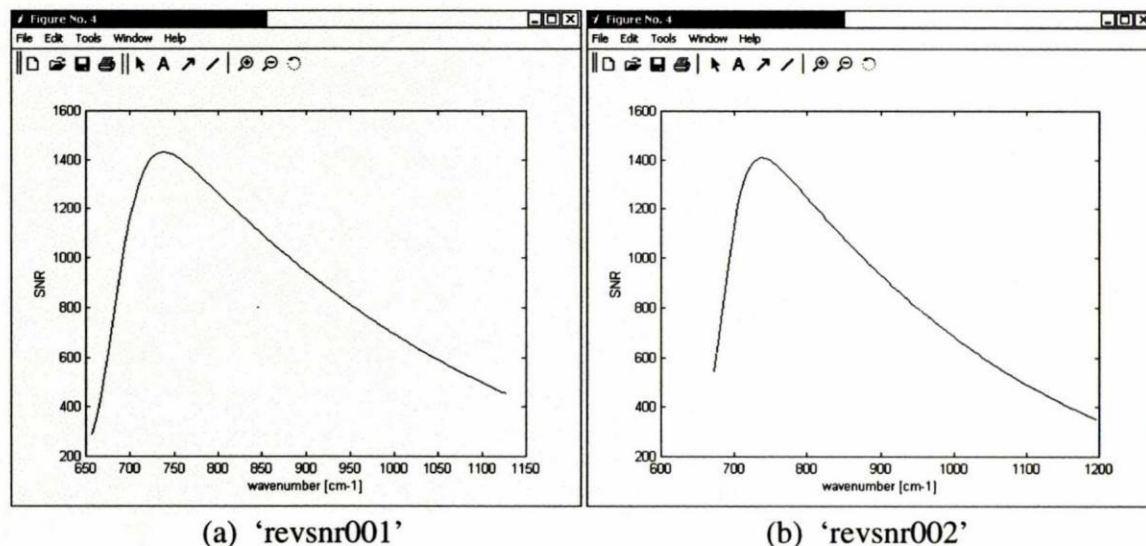 Figure No. 4
File Edit Tools Window Help
SNR
1600
1400
1200
1000
800
600
400
200
650 700 750 800 850 900 950 1000 1050 1100 1150
wavenumber [cm-1]
(a) 'revsnr001'
Figure No. 4
File Edit Tools Window Help
SNR
1600
1400
1200
1000
800
600
400
200
600 700 800 900 1000 1100 1200
wavenumber [cm-1]
(b) 'revsnr002'